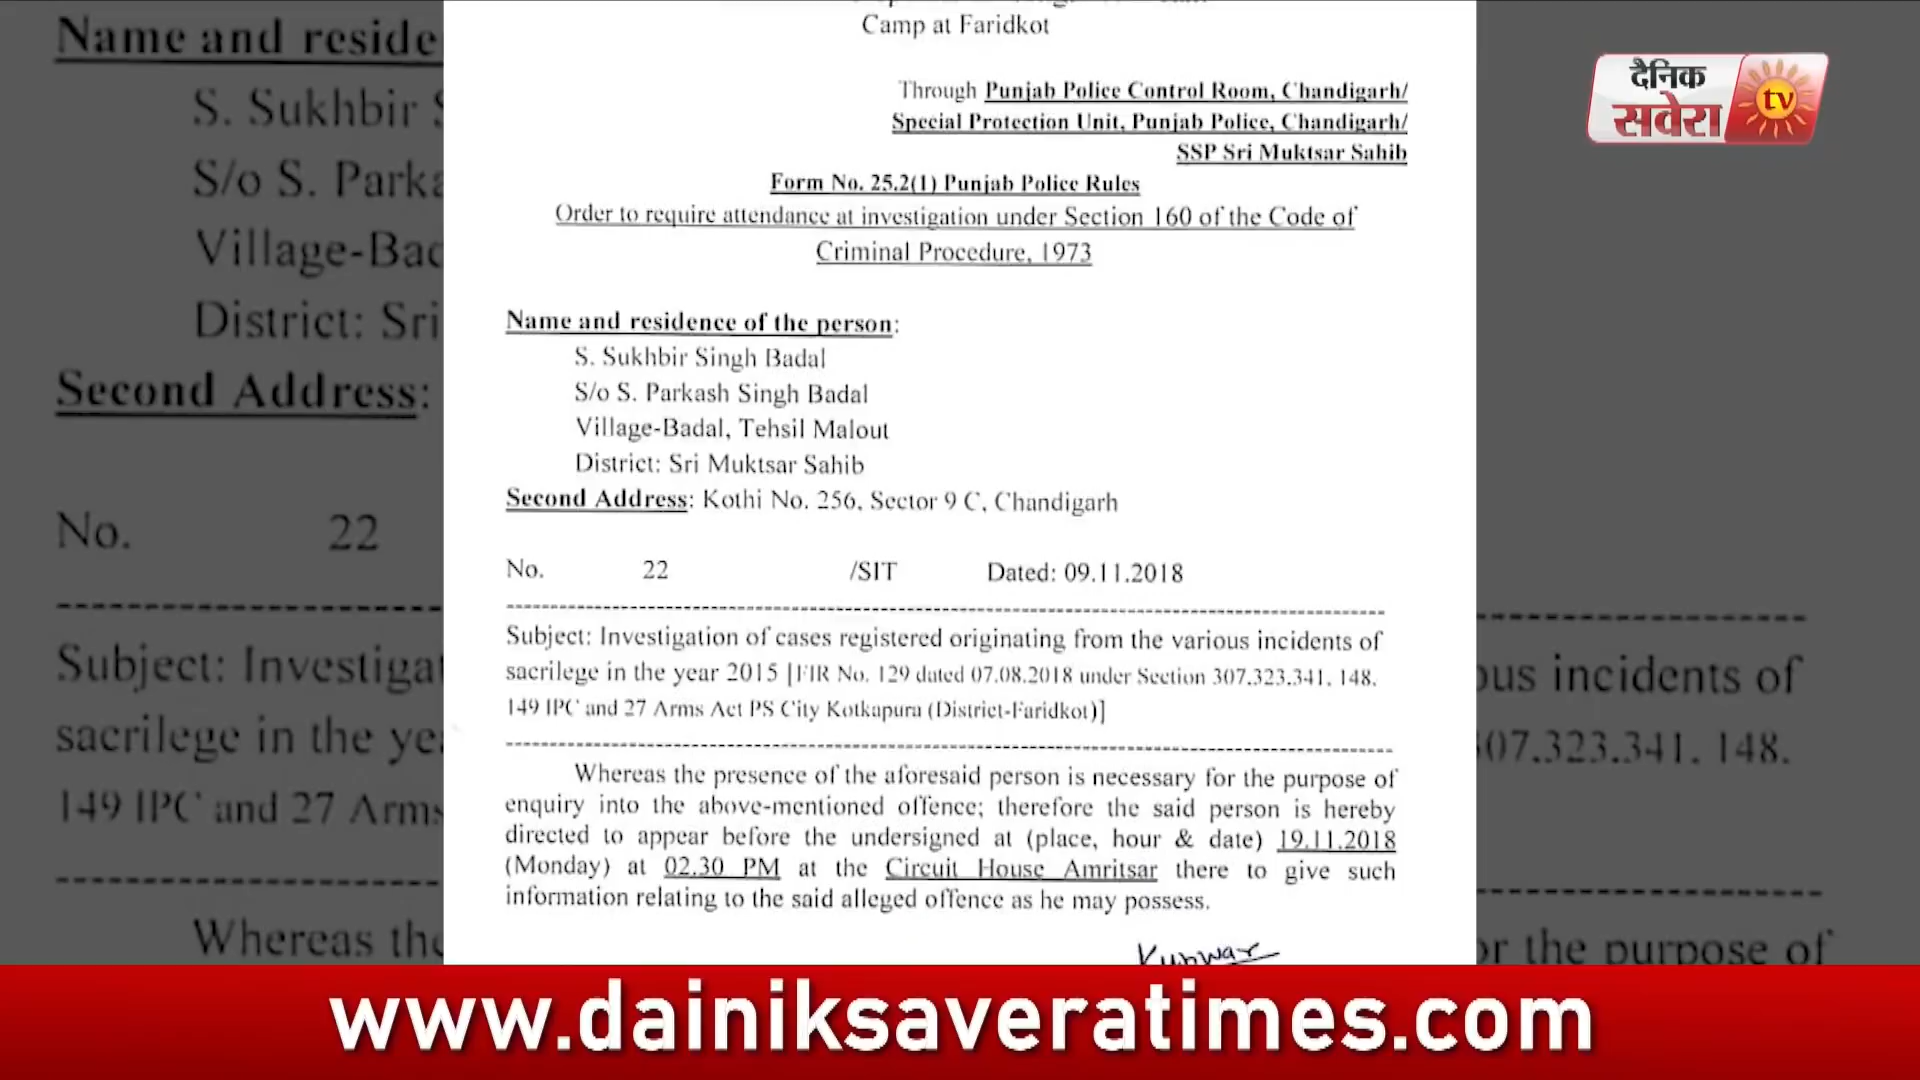 Camp at Faridkot
Through Punjab Police Control Room, Chandigarh/
Special Protection Unit, Punjab Police, Chandigarh/
SSP Sri Muktsar Sahib
Form No. 25.2(1) Punjab Police Rules
Order to require attendance at investigation under Section 160 of the Code of
Criminal Procedure, 1973
Name and residence of the person:
S. Sukhbir Singh Badal
S/o S. Parkash Singh Badal
Village-Badal, Tehsil Malout
District: Sri Muktsar Sahib
Second Address: Kothi No. 256, Sector 9 C, Chandigarh
No. 22 /SIT Dated: 09.11.2018
Subject: Investigation of cases registered originating from the various incidents of
sacrilege in the year 2015 [FIR No. 129 dated 07.08.2018 under Section 307,323,341, 148,
149 IPC and 27 Arms Act PS City Kotkapura (District-Faridkot)]
Whereas the presence of the aforesaid person is necessary for the purpose of
enquiry into the above-mentioned offence; therefore the said person is hereby
directed to appear before the undersigned at (place, hour & date) 19.11.2018
(Monday) at 02.30 PM at the Circuit House Amritsar there to give such
information relating to the said alleged offence as he may possess.
Kunwar
दैनिक
सवेरा tv
Name and reside
S. Sukhbir S
S/o S. Parka
Village-Bad
District: Sri
Second Address:
No. 22
Subject: Investigat
sacrilege in the yea
149 IPC and 27 Arms
Whereas the
ous incidents of
307,323,341, 148,
or the purpose of
www.dainiksaveratimes.com